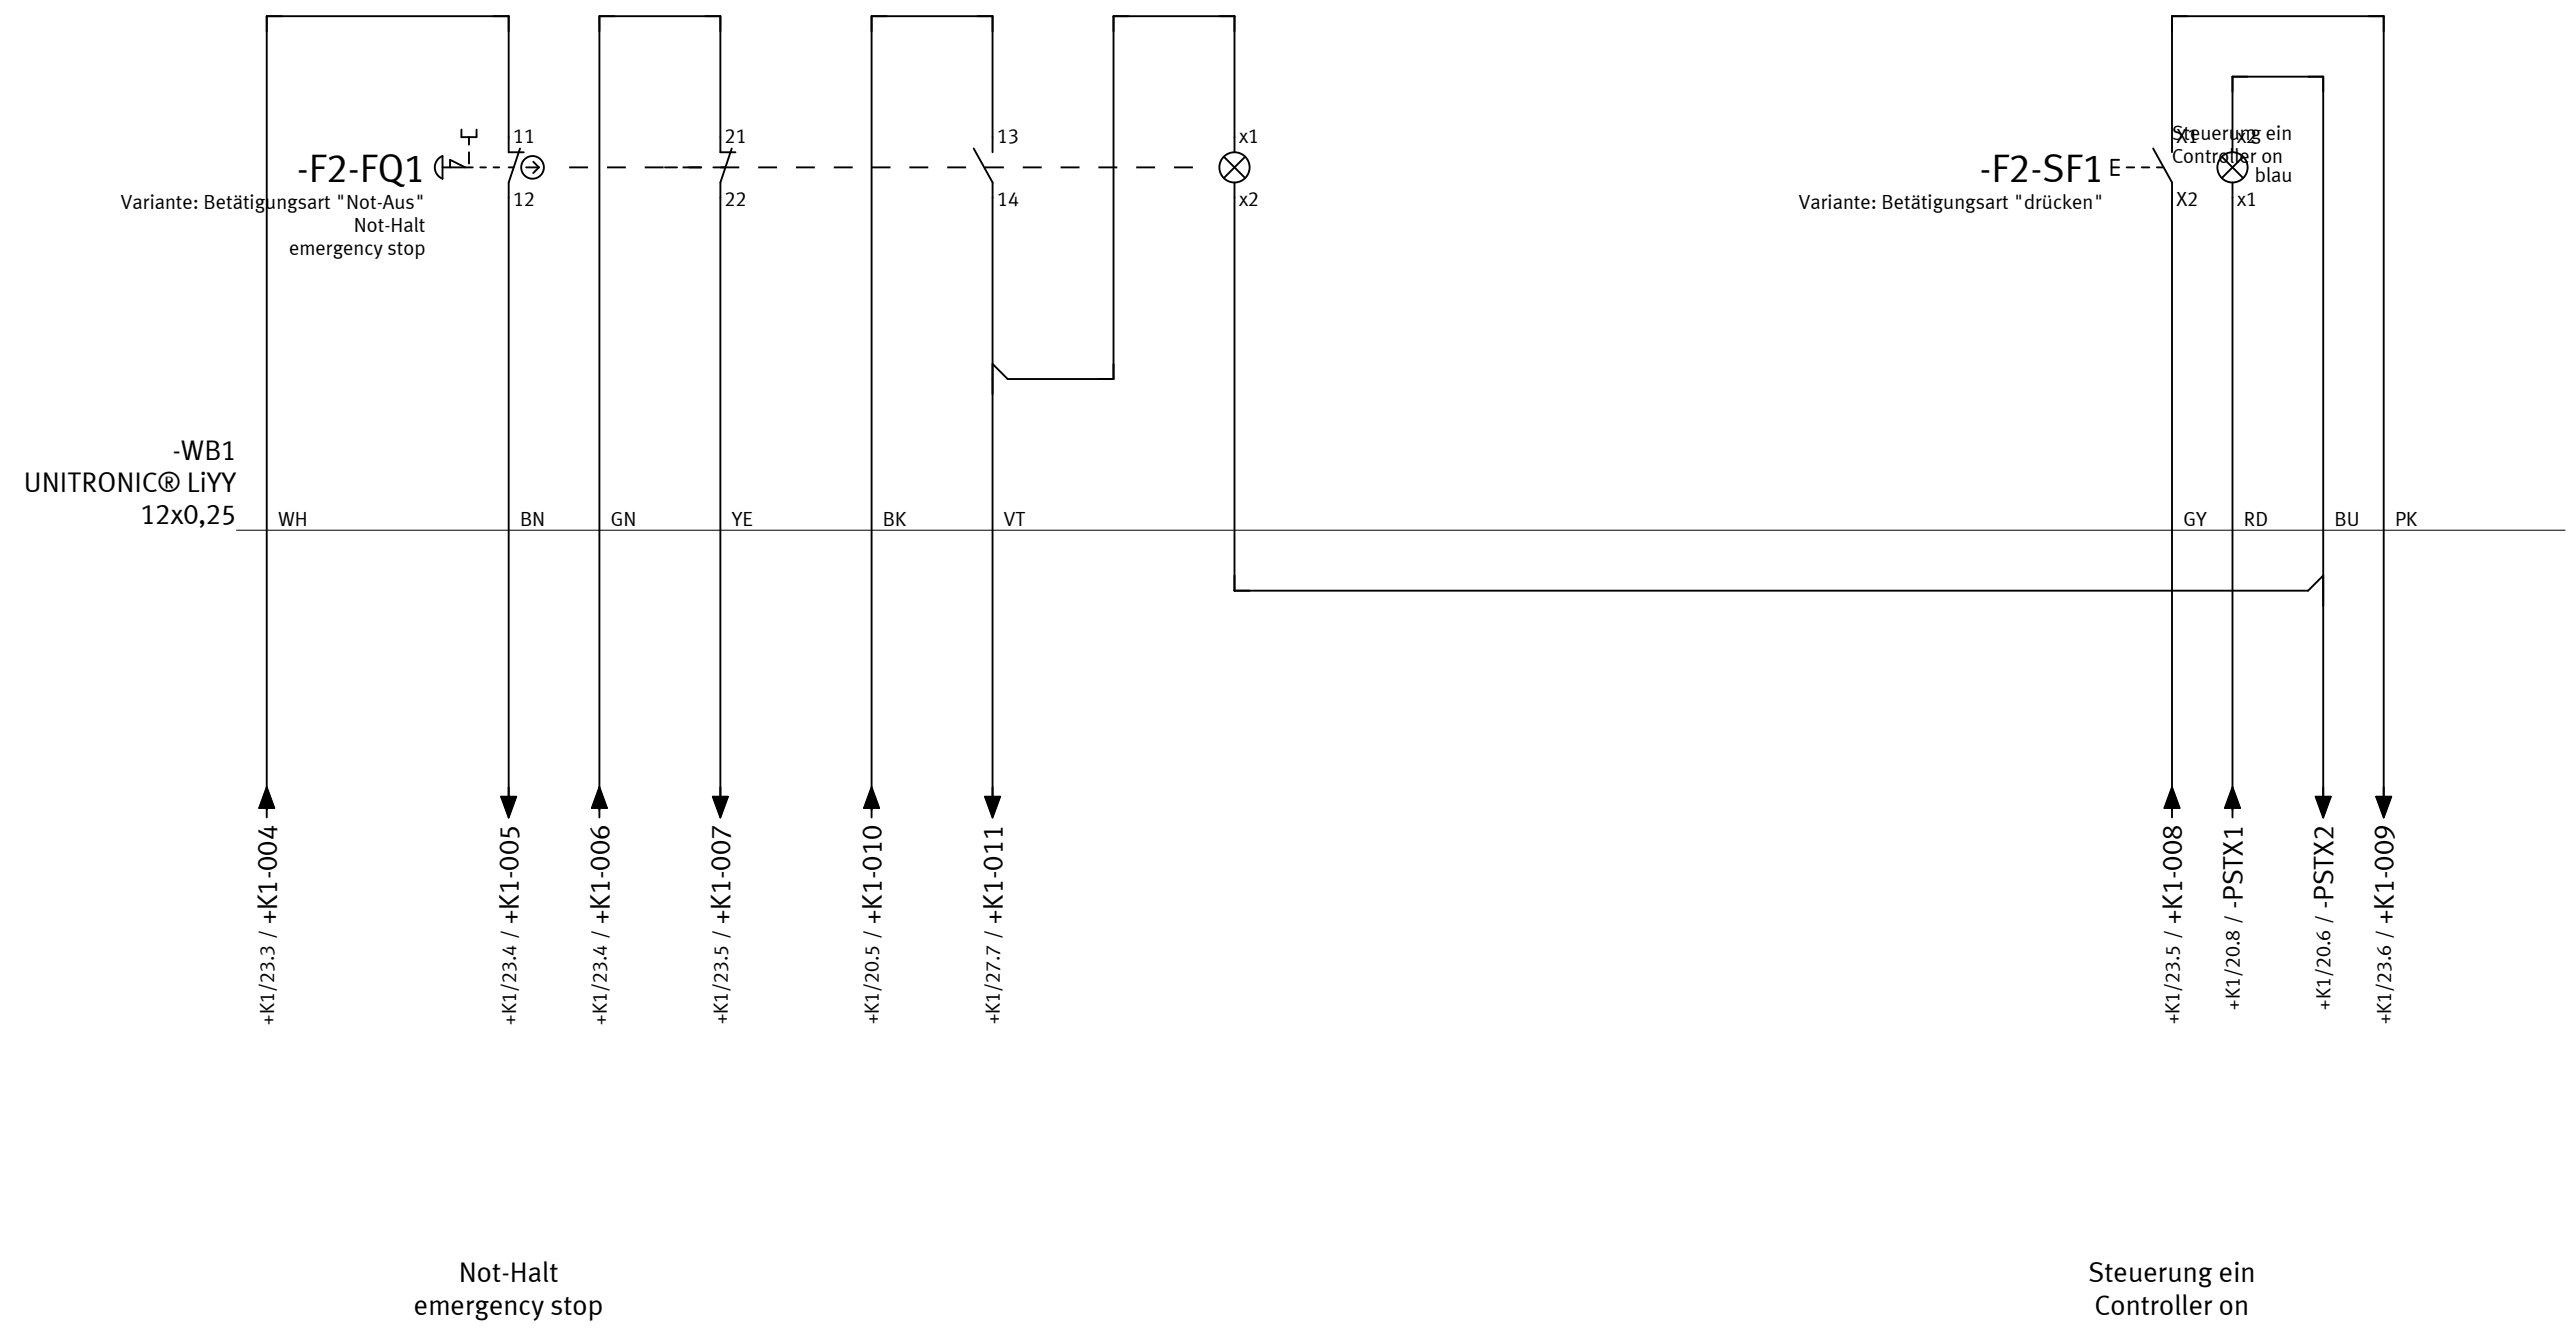 11
21
13
x1
X1
x2
Steuerung ein
Controller on
blau
-F2-FQ1
-F2-SF1
E
Variante: Betätigungsart "Not-Aus"
Not-Halt
emergency stop
12
22
14
x2
Variante: Betätigungsart "drücken"
X2
x1
-WB1
UNITRONIC® LiYY
12x0,25
WH
BN
GN
YE
BK
VT
GY
RD
BU
PK
+K1/23.3 / +K1-004
+K1/23.4 / +K1-005
+K1/23.4 / +K1-006
+K1/23.5 / +K1-007
+K1/20.5 / +K1-010
+K1/27.7 / +K1-011
+K1/23.5 / +K1-008
+K1/20.8 / -PSTX1
+K1/20.6 / -PSTX2
+K1/23.6 / +K1-009
Not-Halt
emergency stop
Steuerung ein
Controller on